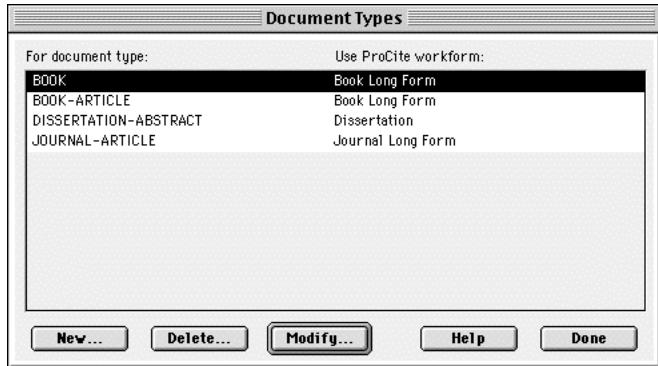 Document Types
For document type: Use ProCite workform:
BOOK Book Long Form
BOOK-ARTICLE Book Long Form
DISSERTATION-ABSTRACT Dissertation
JOURNAL-ARTICLE Journal Long Form
New... Delete... Modify... Help Done